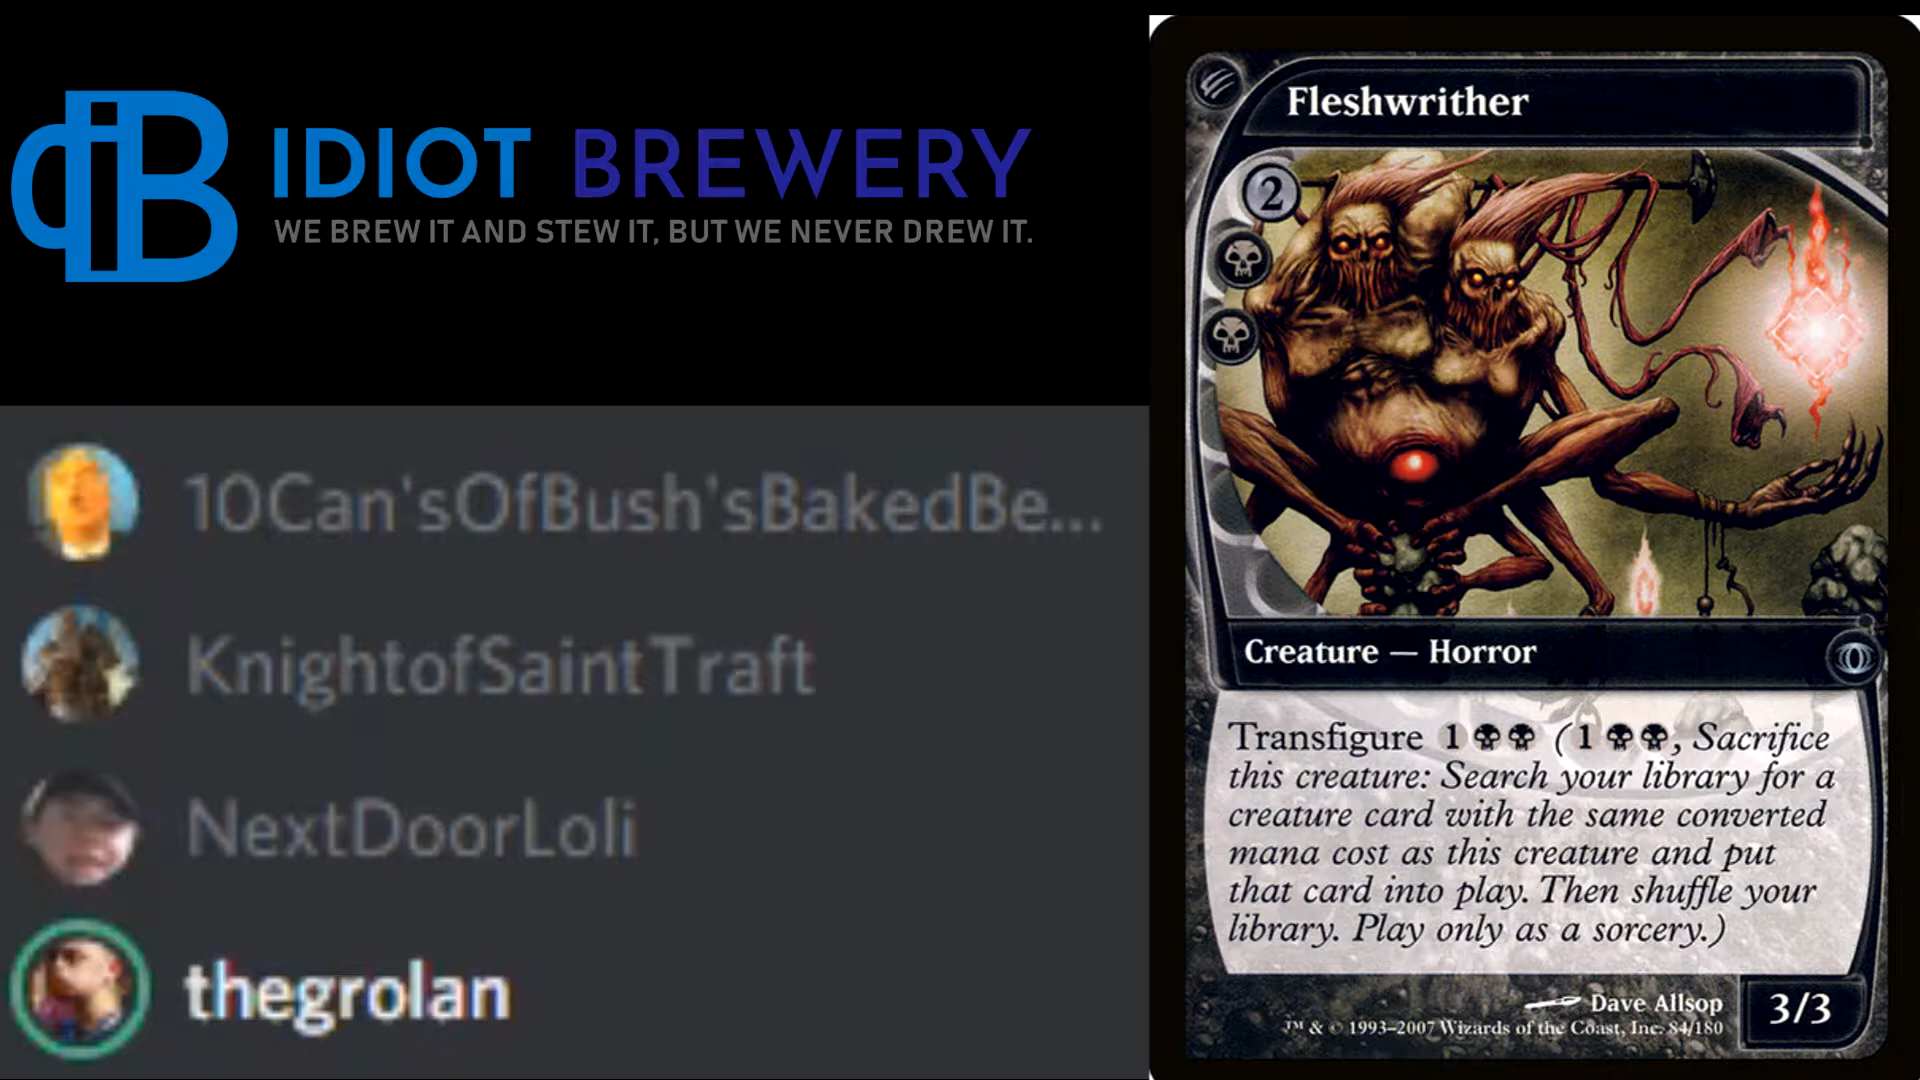 iB IDIOT BREWERY
WE BREW IT AND STEW IT, BUT WE NEVER DREW IT.
10Can'sOfBush'sBakedBe...
KnightofSaintTraft
NextDoorLoli
thegrolan
Fleshwrither
2
Creature — Horror
Transfigure 1 (1, Sacrifice
this creature: Search your library for a
creature card with the same converted
mana cost as this creature and put
that card into play. Then shuffle your
library. Play only as a sorcery.)
Dave Allsop
™ & © 1993–2007 Wizards of the Coast, Inc. 84/180
3/3